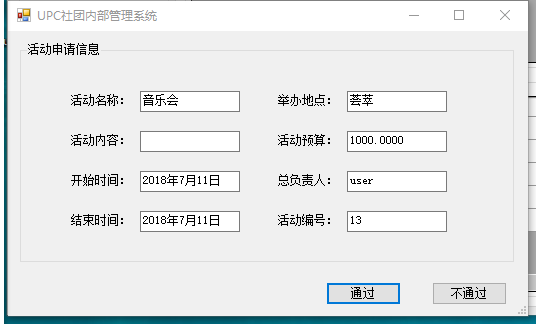 UPC社团内部管理系统
活动申请信息
活动名称： 音乐会 举办地点： 荟萃
活动内容： 活动预算： 1000.0000
开始时间： 2018年7月11日 总负责人： user
结束时间： 2018年7月11日 活动编号： 13
通过 不通过